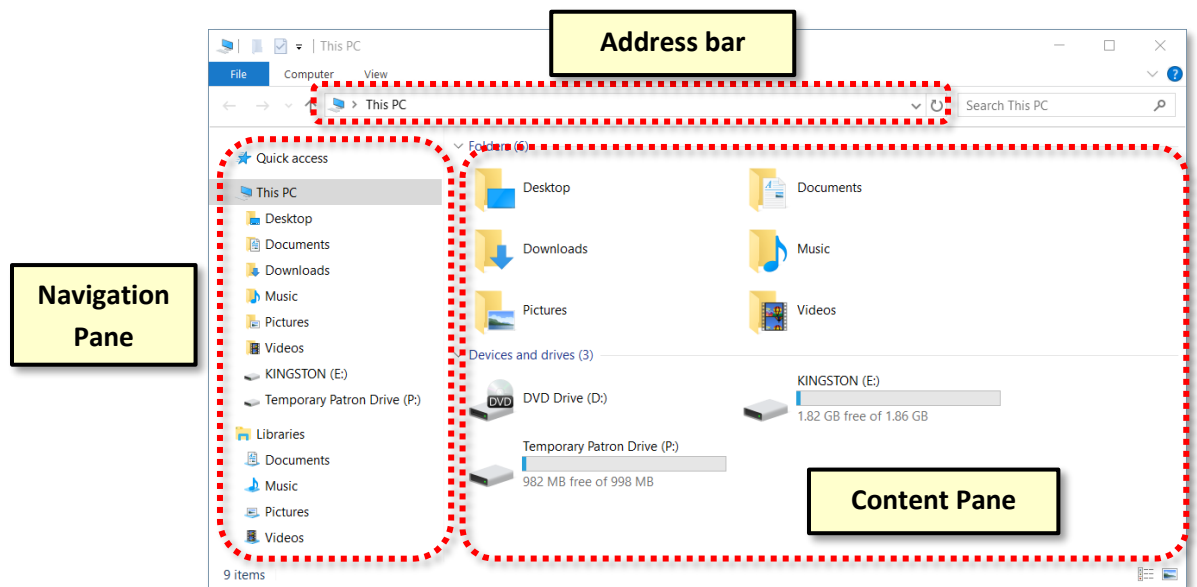 Address bar
This PC
File Computer View
This PC
Search This PC
Navigation
Pane
Quick access
This PC
Desktop
Documents
Downloads
Music
Pictures
Videos
KINGSTON (E:)
Temporary Patron Drive (P:)
Libraries
Documents
Music
Pictures
Videos
Folders (6)
Desktop
Documents
Downloads
Music
Pictures
Videos
Devices and drives (3)
DVD
DVD Drive (D:)
KINGSTON (E:)
1.82 GB free of 1.86 GB
Temporary Patron Drive (P:)
982 MB free of 998 MB
Content Pane
9 items